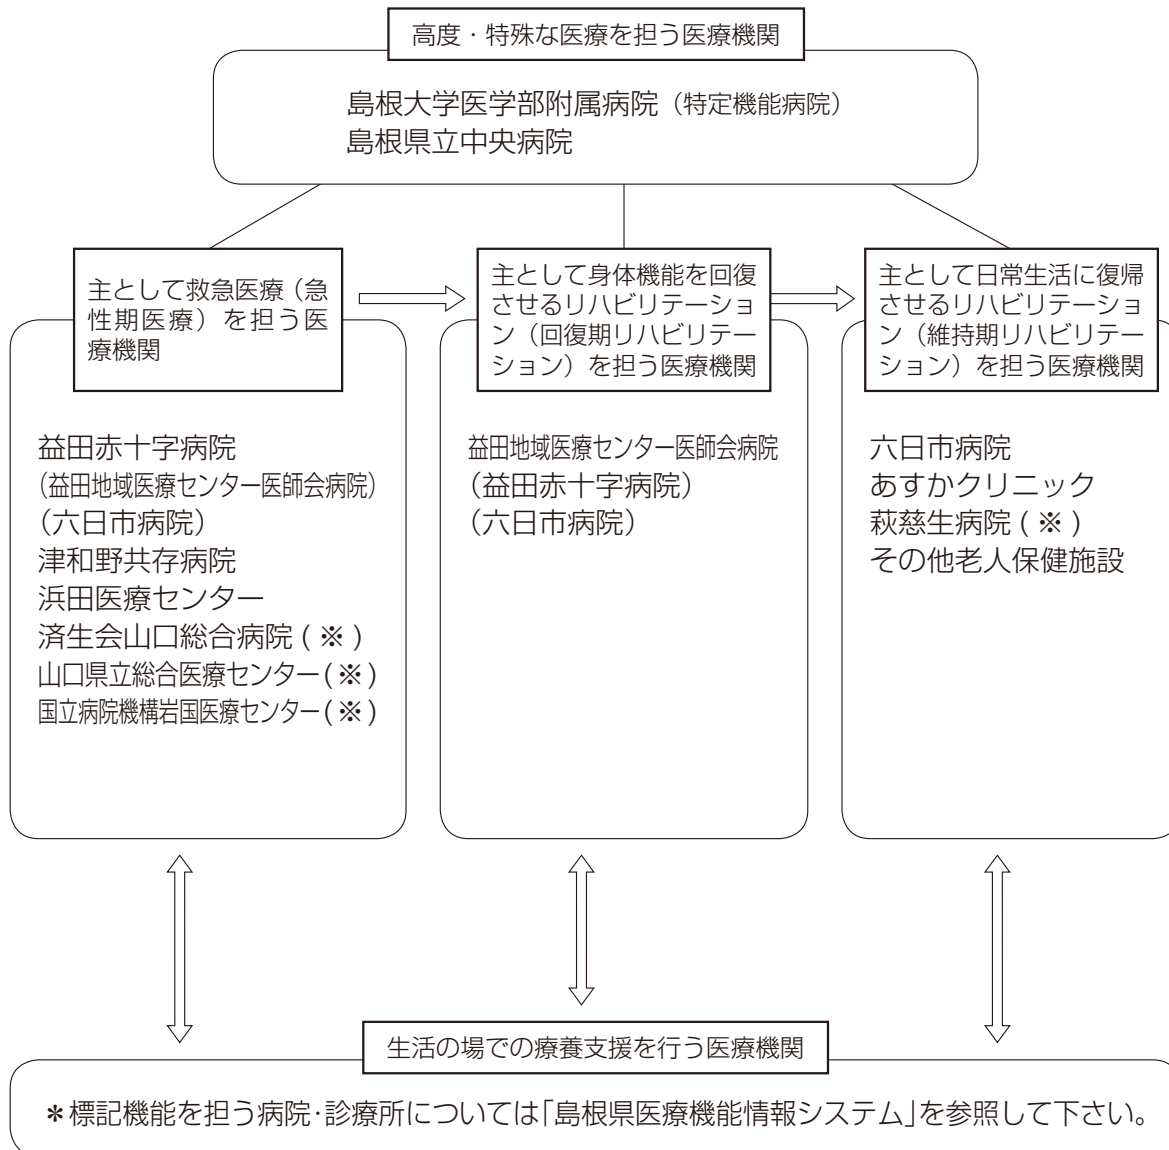 高度・特殊な医療を担う医療機関
島根大学医学部附属病院（特定機能病院）
島根県立中央病院
主として救急医療（急
性期医療）を担う医
療機関
益田赤十字病院
（益田地域医療センター医師会病院）
（六日市病院）
津和野共存病院
浜田医療センター
済生会山口総合病院（※）
山口県立総合医療センター（※）
国立病院機構岩国医療センター（※）
主として身体機能を回復
させるリハビリテーショ
ン（回復期リハビリテー
ション）を担う医療機関
益田地域医療センター医師会病院
（益田赤十字病院）
（六日市病院）
主として日常生活に復帰
させるリハビリテーショ
ン（維持期リハビリテー
ション）を担う医療機関
六日市病院
あすかクリニック
萩慈生病院（※）
その他老人保健施設
生活の場での療養支援を行う医療機関
＊標記機能を担う病院・診療所については「島根県医療機能情報システム」を参照して下さい。